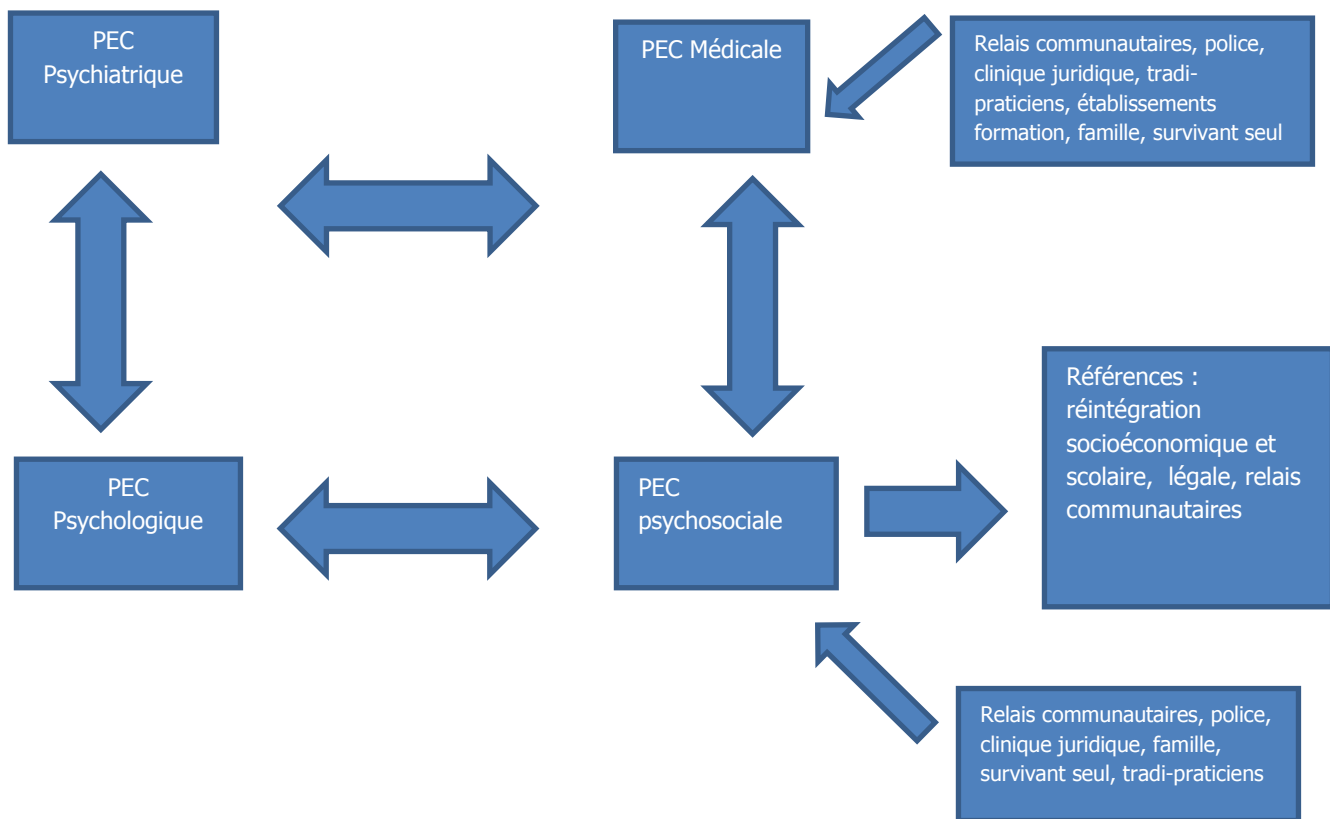 PEC
Psychiatrique
PEC Médicale
Relais communautaires, police,
clinique juridique, tradi-
praticiens, établissements
formation, famille, survivant seul
PEC
Psychologique
PEC
psychosociale
Références :
réintégration
socioéconomique et
scolaire,  légale, relais
communautaires
Relais communautaires, police,
clinique juridique, famille,
survivant seul, tradi-praticiens